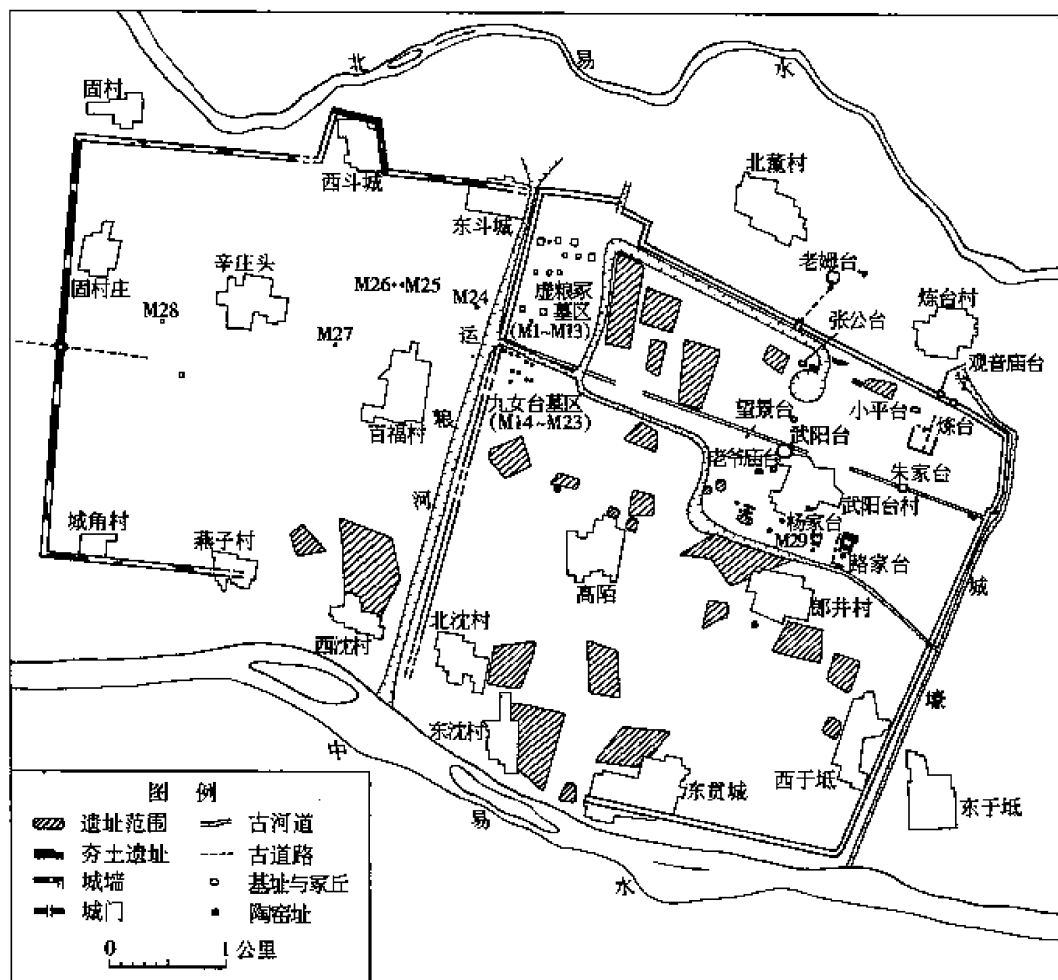 北
易
水
固村
西斗城
北董村
东斗城
老姆台
固村庄
辛庄头
M26
M25
M24
虚粮冢
墓区
(M1~M13)
炼台村
张公台
M28
M27
运
观音庙台
九女台墓区
(M14~M23)
望景台
小平台
炼台
百福村
粮
武阳台
老爷庙台
朱家台
河
武阳台村
城角村
燕子村
杨家台
M29
路家台
高陌
城
郎井村
西沈村
北沈村
壕
中
东沈村
西于坻
东贯城
东于坻
易
水
图 例
遗址范围
古河道
夯土遗址
古道路
城墙
基址与冢丘
城门
陶窑址
0 1 公里